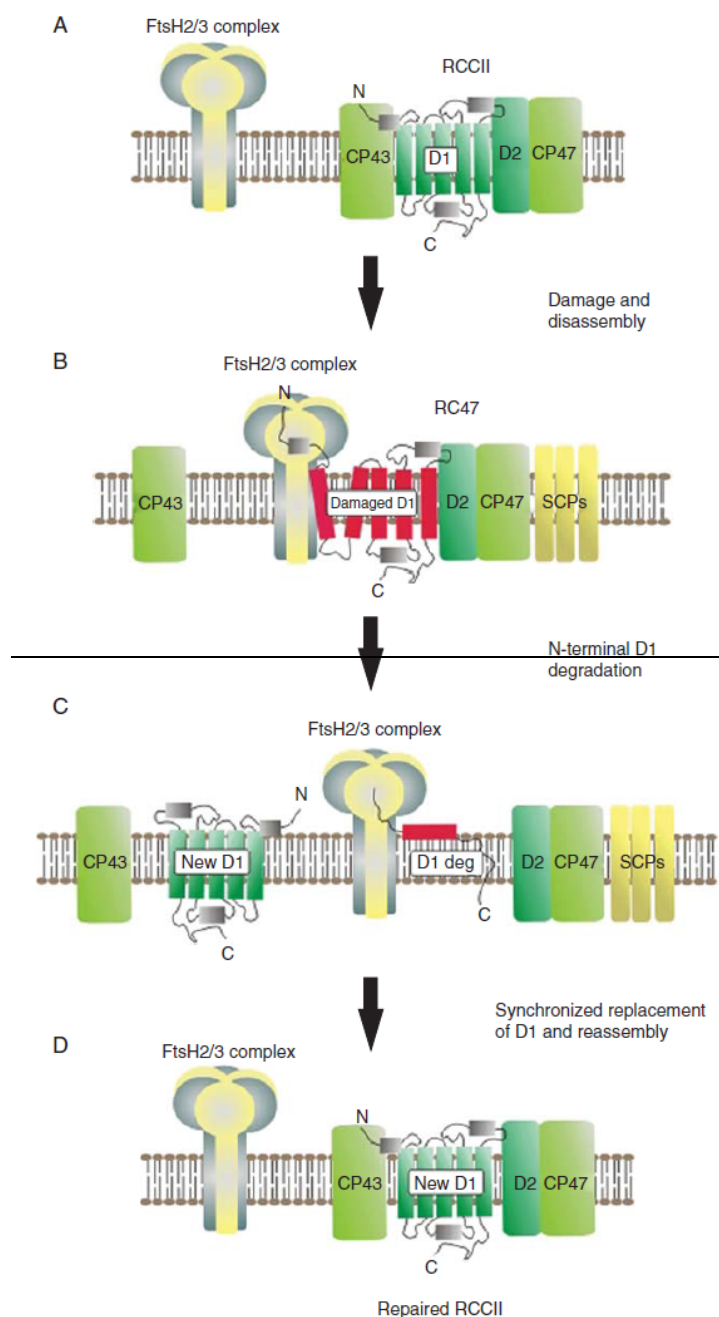 A
FtsH2/3 complex
RCCII
N
CP43
D1
D2
CP47
C
Damage and
disassembly
B
FtsH2/3 complex
N
RC47
CP43
Damaged D1
D2
CP47
SCPs
C
N-terminal D1
degradation
C
FtsH2/3 complex
N
CP43
New D1
D1 deg
D2
CP47
SCPs
C
C
Synchronized replacement
of D1 and reassembly
D
FtsH2/3 complex
N
CP43
New D1
D2
CP47
C
Repaired RCCII